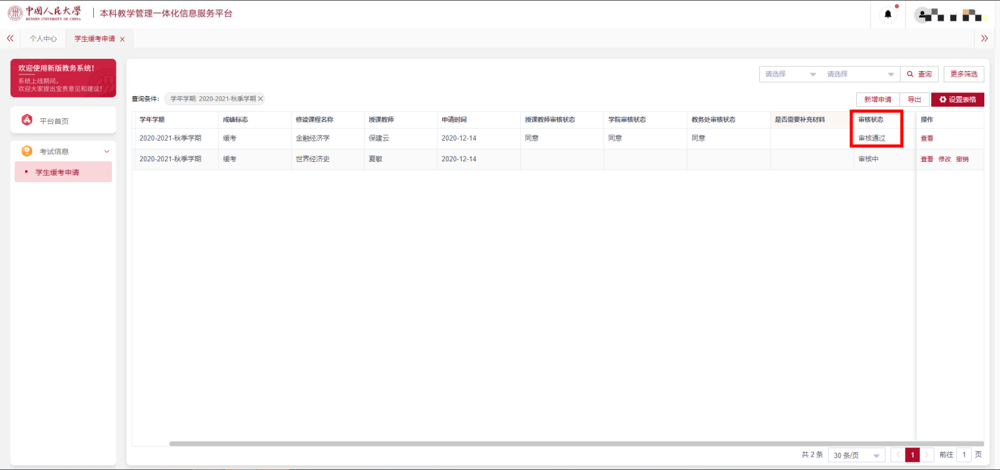 中国人民大学
RENMIN UNIVERSITY OF CHINA
本科教学管理一体化信息服务平台
个人中心
学生缓考申请
欢迎使用新版教务系统!
系统上线期间,
欢迎大家提出宝贵意见和建议!
平台首页
考试信息
学生缓考申请
请选择 请选择 查询 更多筛选
查询条件: 学年学期: 2020-2021-秋季学期
新增申请 导出 设置表格
学年学期 成绩标志 修读课程名称 授课教师 申请时间 授课教师审核状态 学院审核状态 教务处审核状态 是否需要补充材料 审核状态 操作
2020-2021-秋季学期 缓考 金融经济学 保建云 2020-12-14 同意 同意 同意 审核通过 查看
2020-2021-秋季学期 缓考 世界经济史 夏敏 2020-12-14 审核中 查看 修改 撤销
共 2 条 30 条/页 1 前往 1 页